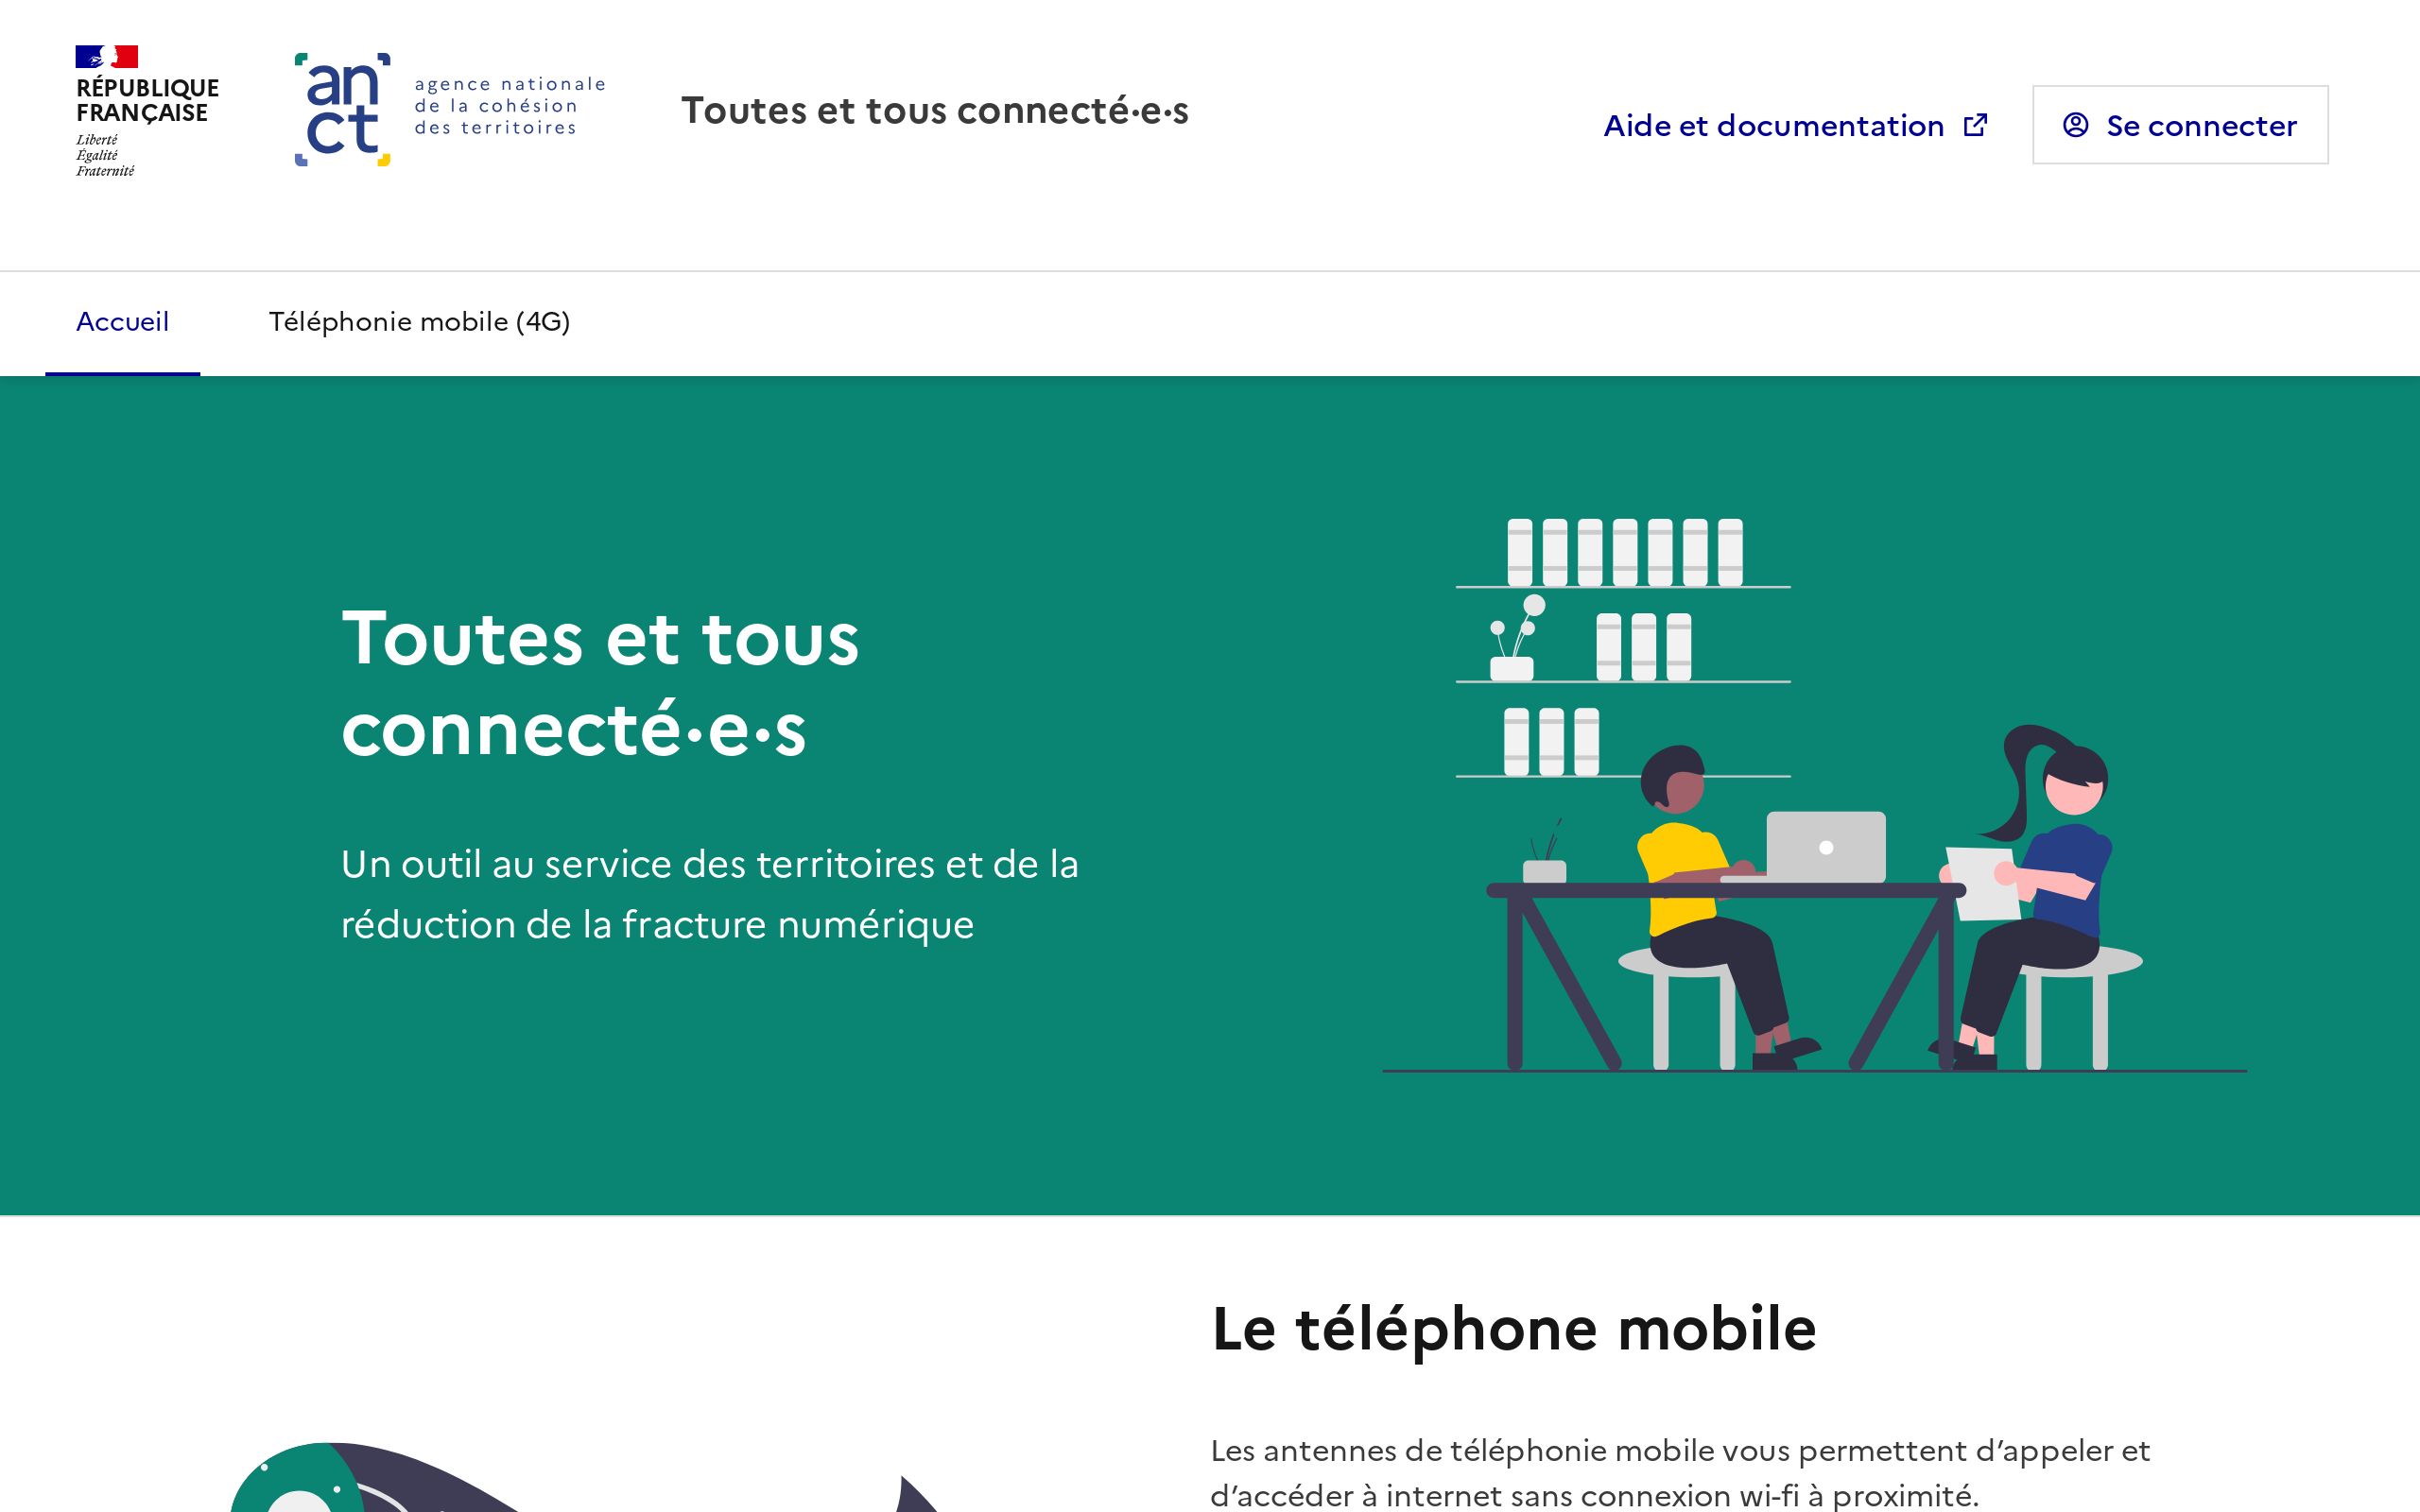 RÉPUBLIQUE
FRANÇAISE
Liberté
Égalité
Fraternité
an
ct
agence nationale
de la cohésion
des territoires
Toutes et tous connecté·e·s
Aide et documentation
Se connecter
Accueil
Téléphonie mobile (4G)
Toutes et tous
connecté·e·s
Un outil au service des territoires et de la
réduction de la fracture numérique
Le téléphone mobile
Les antennes de téléphonie mobile vous permettent d’appeler et
d’accéder à internet sans connexion wi-fi à proximité.